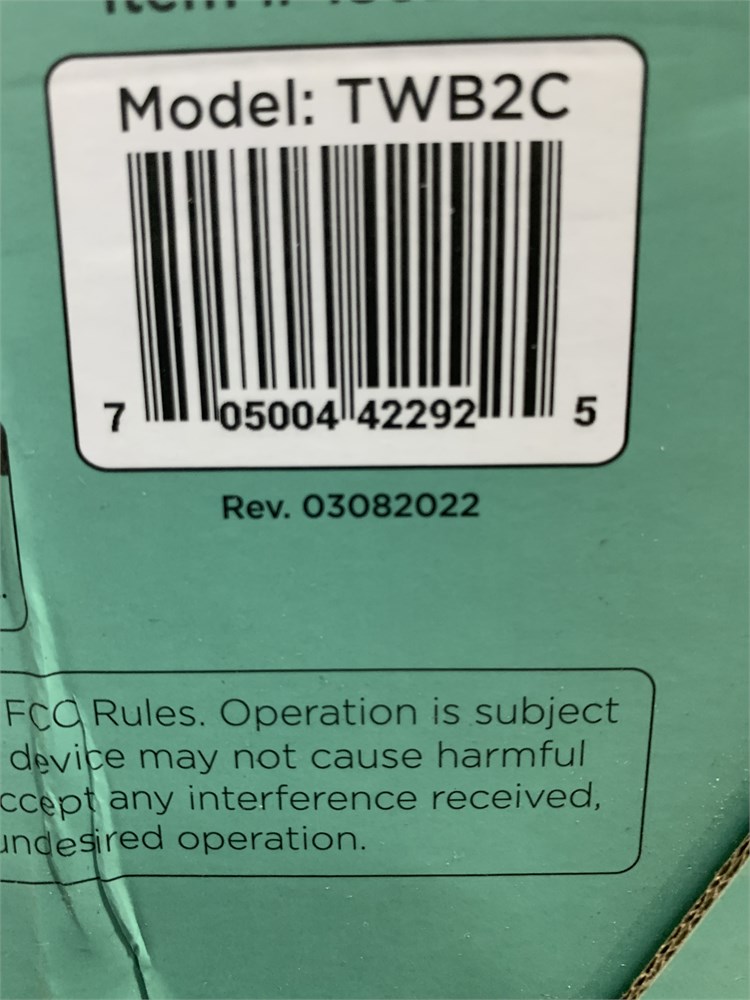 Model: TWB2C
7 05004 42292 5
Rev. 03082022
FCC Rules. Operation is subject
device may not cause harmful
any interference received,
operation.